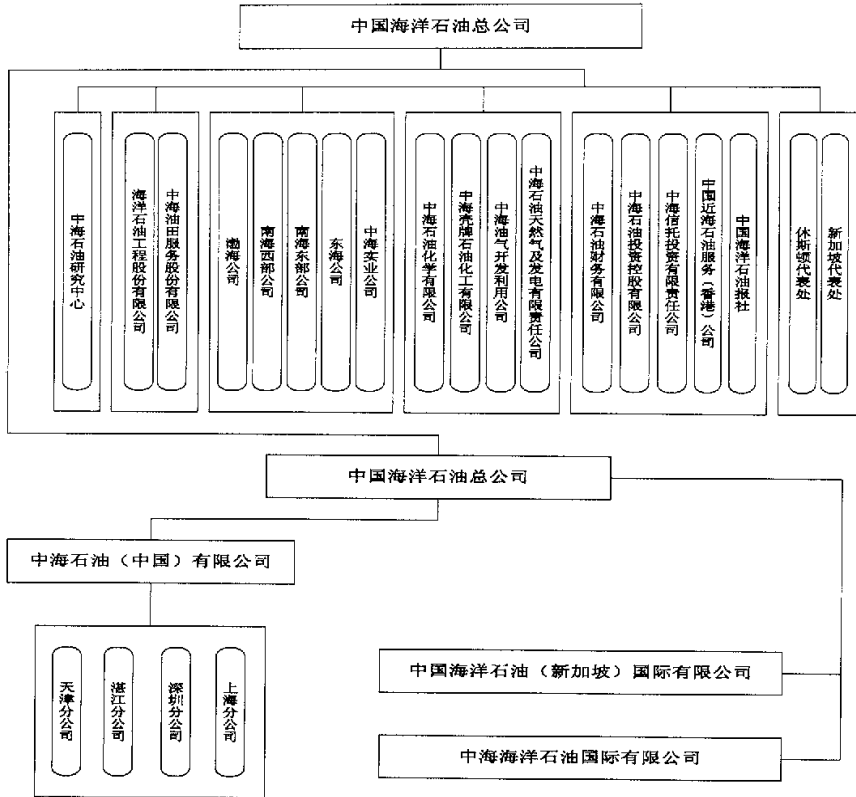 中国海洋石油总公司
中海石油研究中心
海洋石油工程股份有限公司
中海油田服务股份有限公司
渤海公司
南海西部公司
南海东部公司
东海公司
中海实业公司
中海石油化学有限公司
中海壳牌石油化工有限公司
中海油气开发利用公司
中海石油天然气及发电有限责任公司
中海石油财务有限公司
中海石油投资控股有限公司
中海信托投资有限责任公司
中国近海石油服务（香港）公司
中国海洋石油报社
休斯顿代表处
新加坡代表处
中国海洋石油总公司
中海石油（中国）有限公司
天津分公司
湛江分公司
深圳分公司
上海分公司
中国海洋石油（新加坡）国际有限公司
中海海洋石油国际有限公司